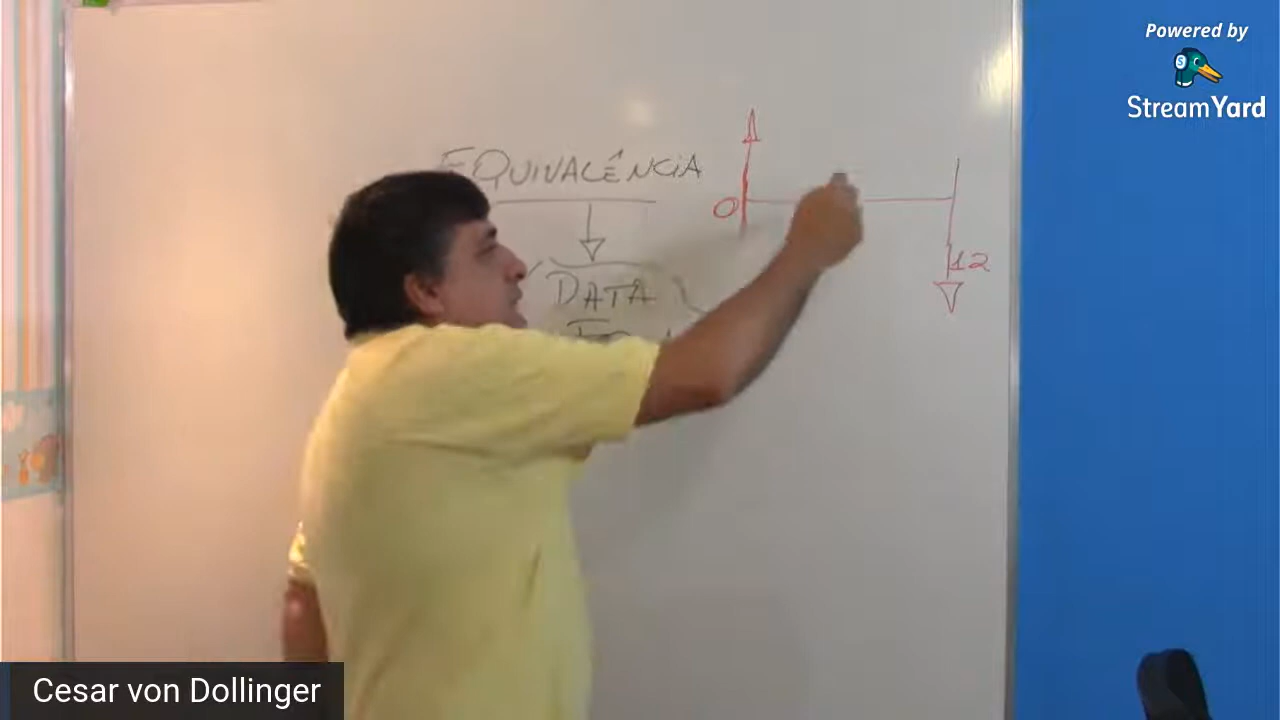 Powered by
StreamYard
EQUIVALÊNCIA
0
12
DATA
Cesar von Dollinger